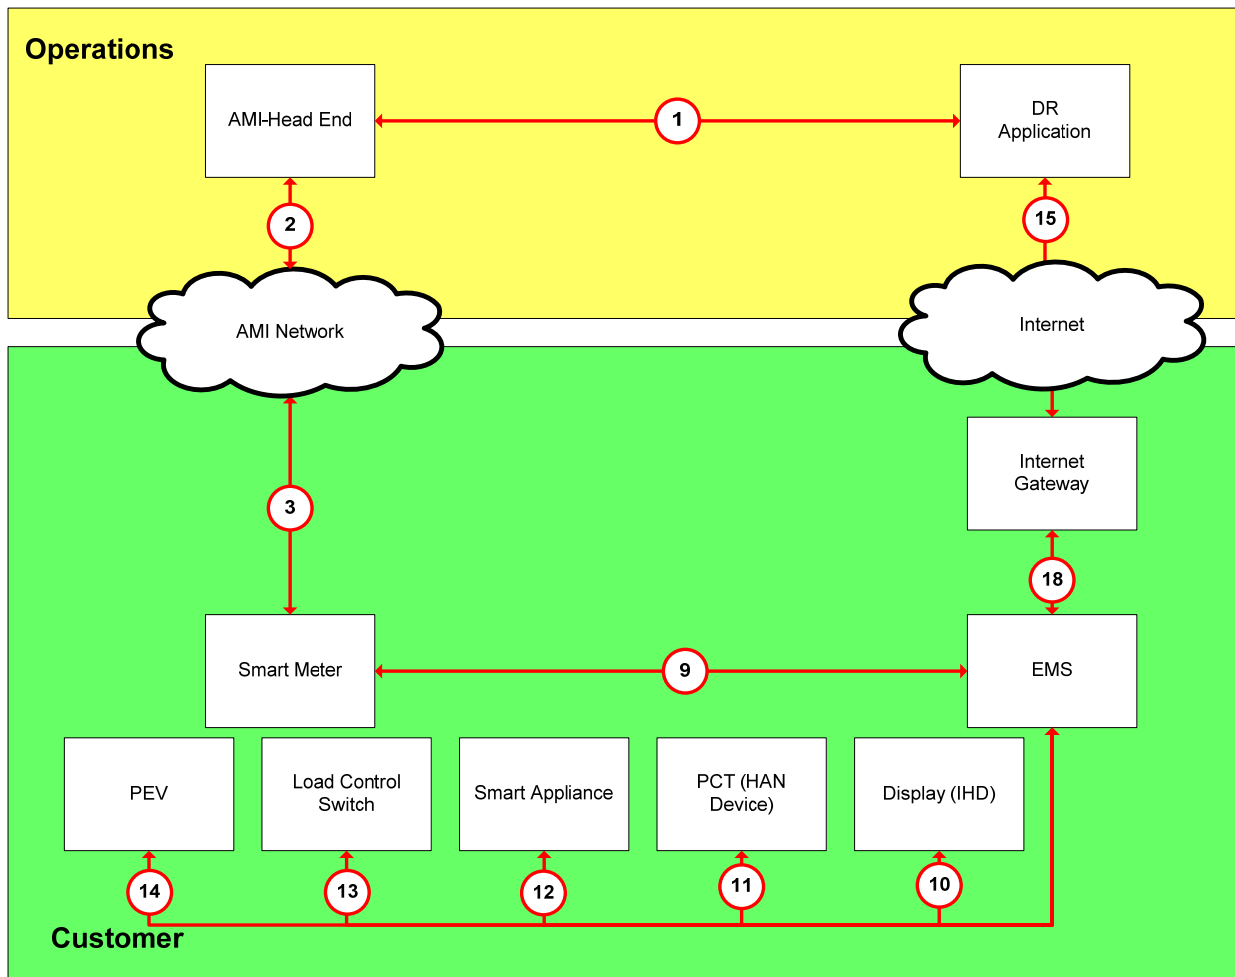 Operations
AMI-Head End
1
DR
Application
2
15
AMI Network
Internet
Internet
Gateway
3
18
Smart Meter
9
EMS
PEV
Load Control
Switch
Smart Appliance
PCT (HAN
Device)
Display (IHD)
14
13
12
11
10
Customer